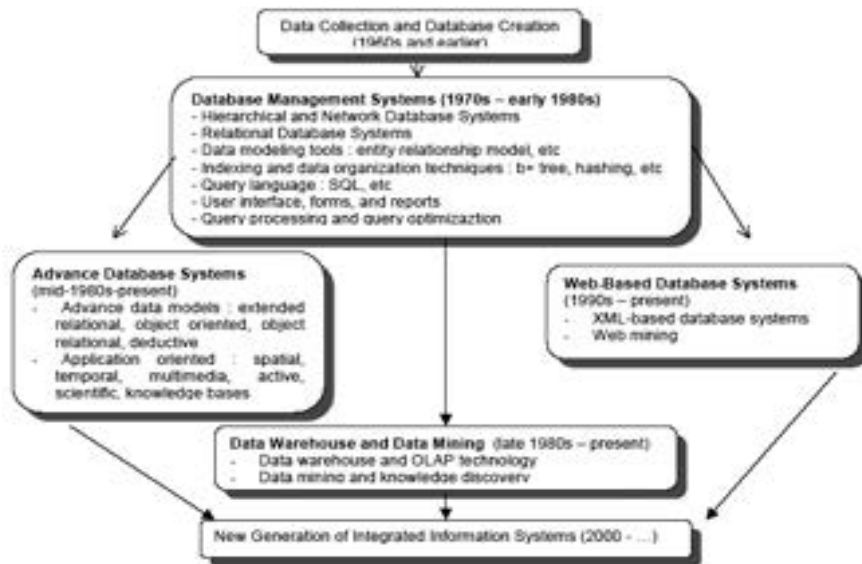 Data Collection and Database Creation
(1960s and earlier)
Database Management Systems (1970s – early 1980s)
- Hierarchical and Network Database Systems
- Relational Database Systems
- Data modeling tools : entity relationship model, etc
- Indexing and data organization techniques : b+ tree, hashing, etc
- Query language : SQL, etc
- User interface, forms, and reports
- Query processing and query optimizaztion
Advance Database Systems
(mid-1980s-present)
- Advance data models : extended
relational, object oriented, object
relational, deductive
- Application oriented : spatial,
temporal, multimedia, active,
scientific, knowledge bases
Web-Based Database Systems
(1990s – present)
- XML-based database systems
- Web mining
Data Warehouse and Data Mining (late 1980s – present)
- Data warehouse and OLAP technology
- Data mining and knowledge discovery
New Generation of Integrated Information Systems (2000 - ...)